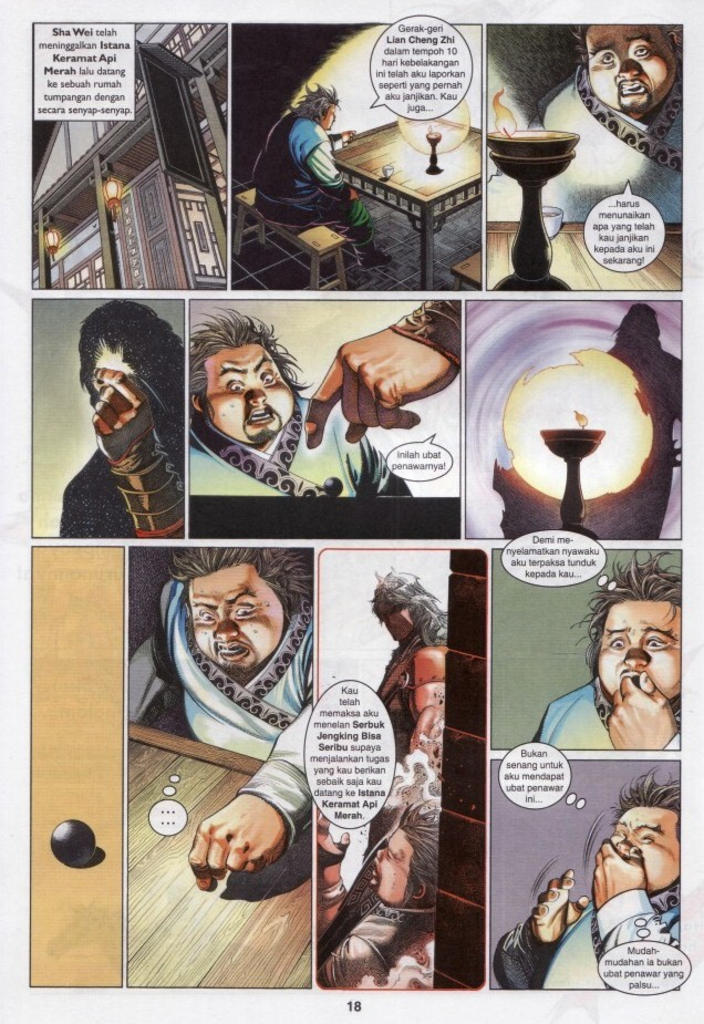 Sha Wei telah
meninggalkan Istana
Keramat Api
Merah lalu datang
ke sebuah rumah
tumpangan dengan
secara senyap-senyap.
Gerak-geri
Lian Cheng Zhi
dalam tempoh 10
hari kebelakangan
ini telah aku laporkan
seperti yang pernah
aku janjikan. Kau
juga...
...harus
menunaikan
apa yang telah
kau janjikan
kepada aku ini
sekarang!
Inilah ubat
penawarnya!
...
Kau
telah
memaksa aku
menelan Serbuk
Jengking Bisa
Seribu supaya
menjalankan tugas
yang kau berikan
sebaik saja kau
datang ke Istana
Keramat Api
Merah.
Demi me-
nyelamatkan nyawaku
aku terpaksa tunduk
kepada kau...
Bukan
senang untuk
aku mendapat
ubat penawar
ini...
Mudah-
mudahan ia bukan
ubat penawar yang
palsu...
18